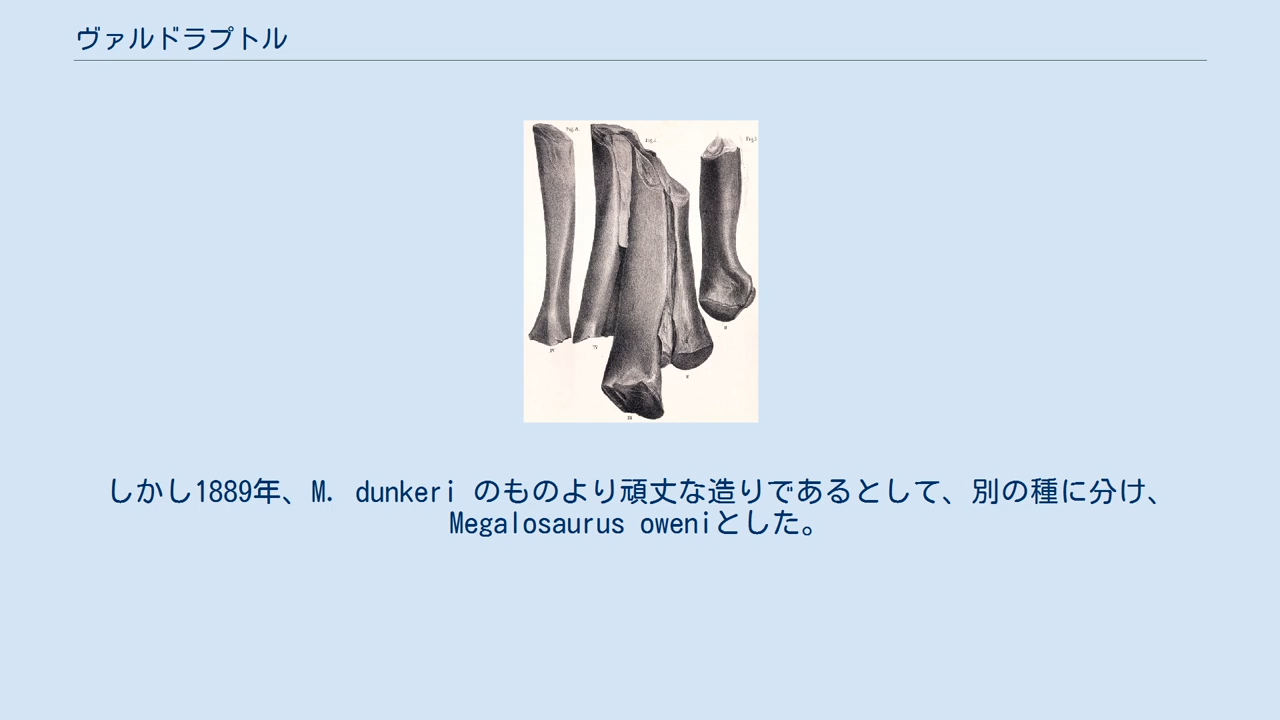 ヴァルドラプトル
しかし1889年、M. dunkeri のものより頑丈な造りであるとして、別の種に分け、
Megalosaurus oweniとした。